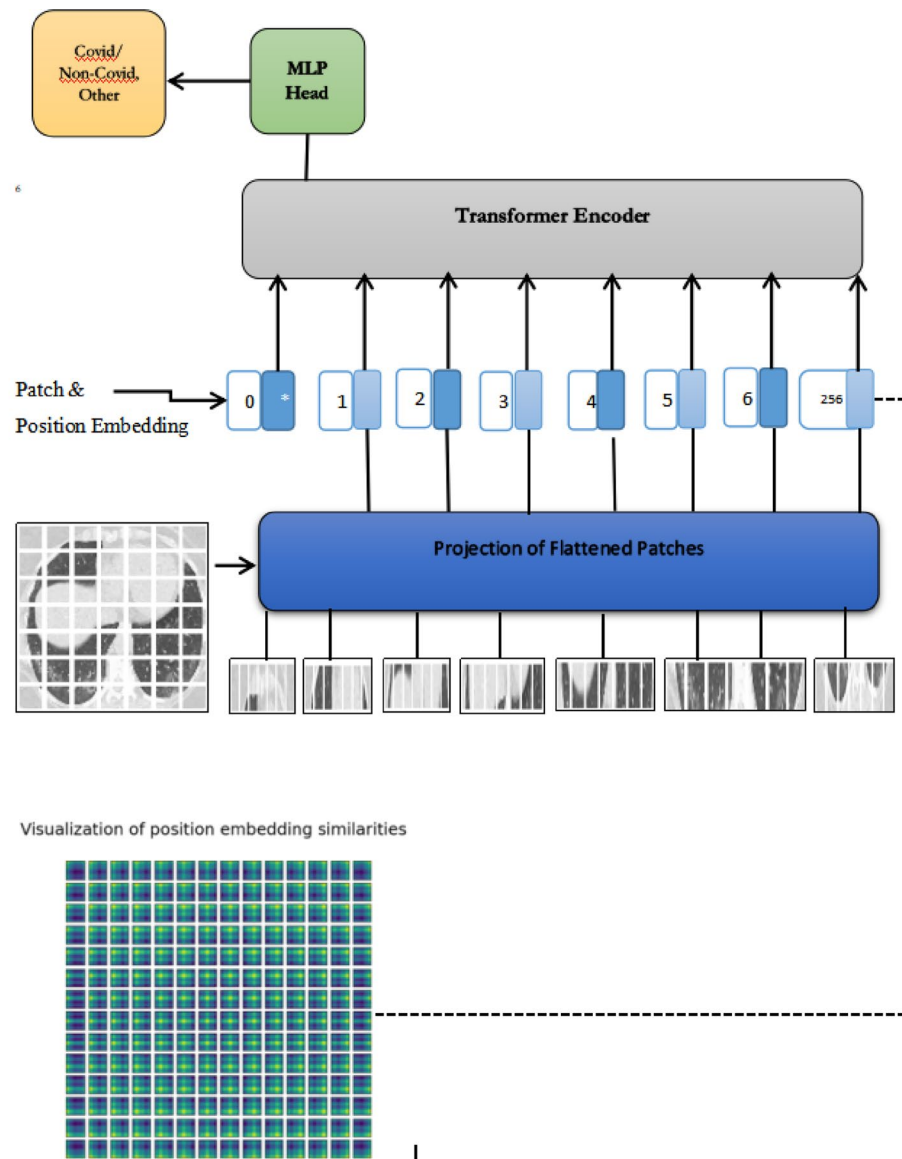 Covid/
Non-Covid,
Other
MLP
Head
6
Transformer Encoder
Patch &
Position Embedding
0 * 1 2 3 4 5 6 256
Projection of Flattened Patches
Visualization of position embedding similarities